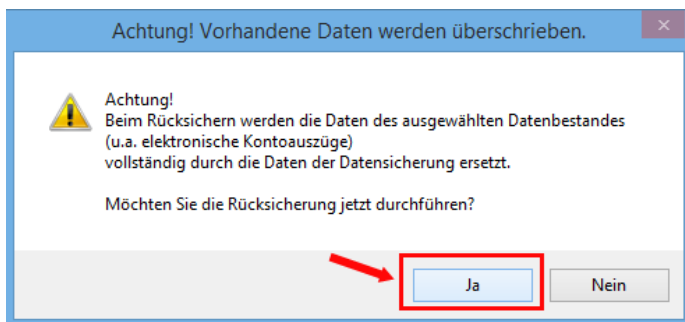 Achtung! Vorhandene Daten werden überschrieben.
Achtung!
Beim Rücksichern werden die Daten des ausgewählten Datenbestandes
(u.a. elektronische Kontoauszüge)
vollständig durch die Daten der Datensicherung ersetzt.
Möchten Sie die Rücksicherung jetzt durchführen?
Ja
Nein